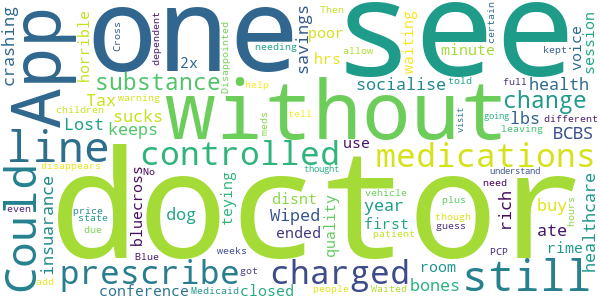 crashing
App
horrible
one
Cross
dependent
2x
Disappointed
needing
savings
poor
hrs
Then
allow
waiting
minute
kept
see
certain
voice
session
substance
Tax
warning
children
without
help
told
socialise
health
change
full
Could
line
Lost
sucks
keeps
controlled
meds
tell
use
visit
going
leaving
lbs
different
BCBS
medications
insuarance
even
disappears
No
bluecross
price
state
due
add
Blue
doctor
dog
teying
thought
disnt
Wiped
ended
weeks
got
quality
vehicle
year
first
plus
patient
though
guess
rich
buy
ate
hours
rime
need
understand
healthcare
prescribe
charged
PCP
still
conference
Medicaid
closed
people
Waited
room
bones